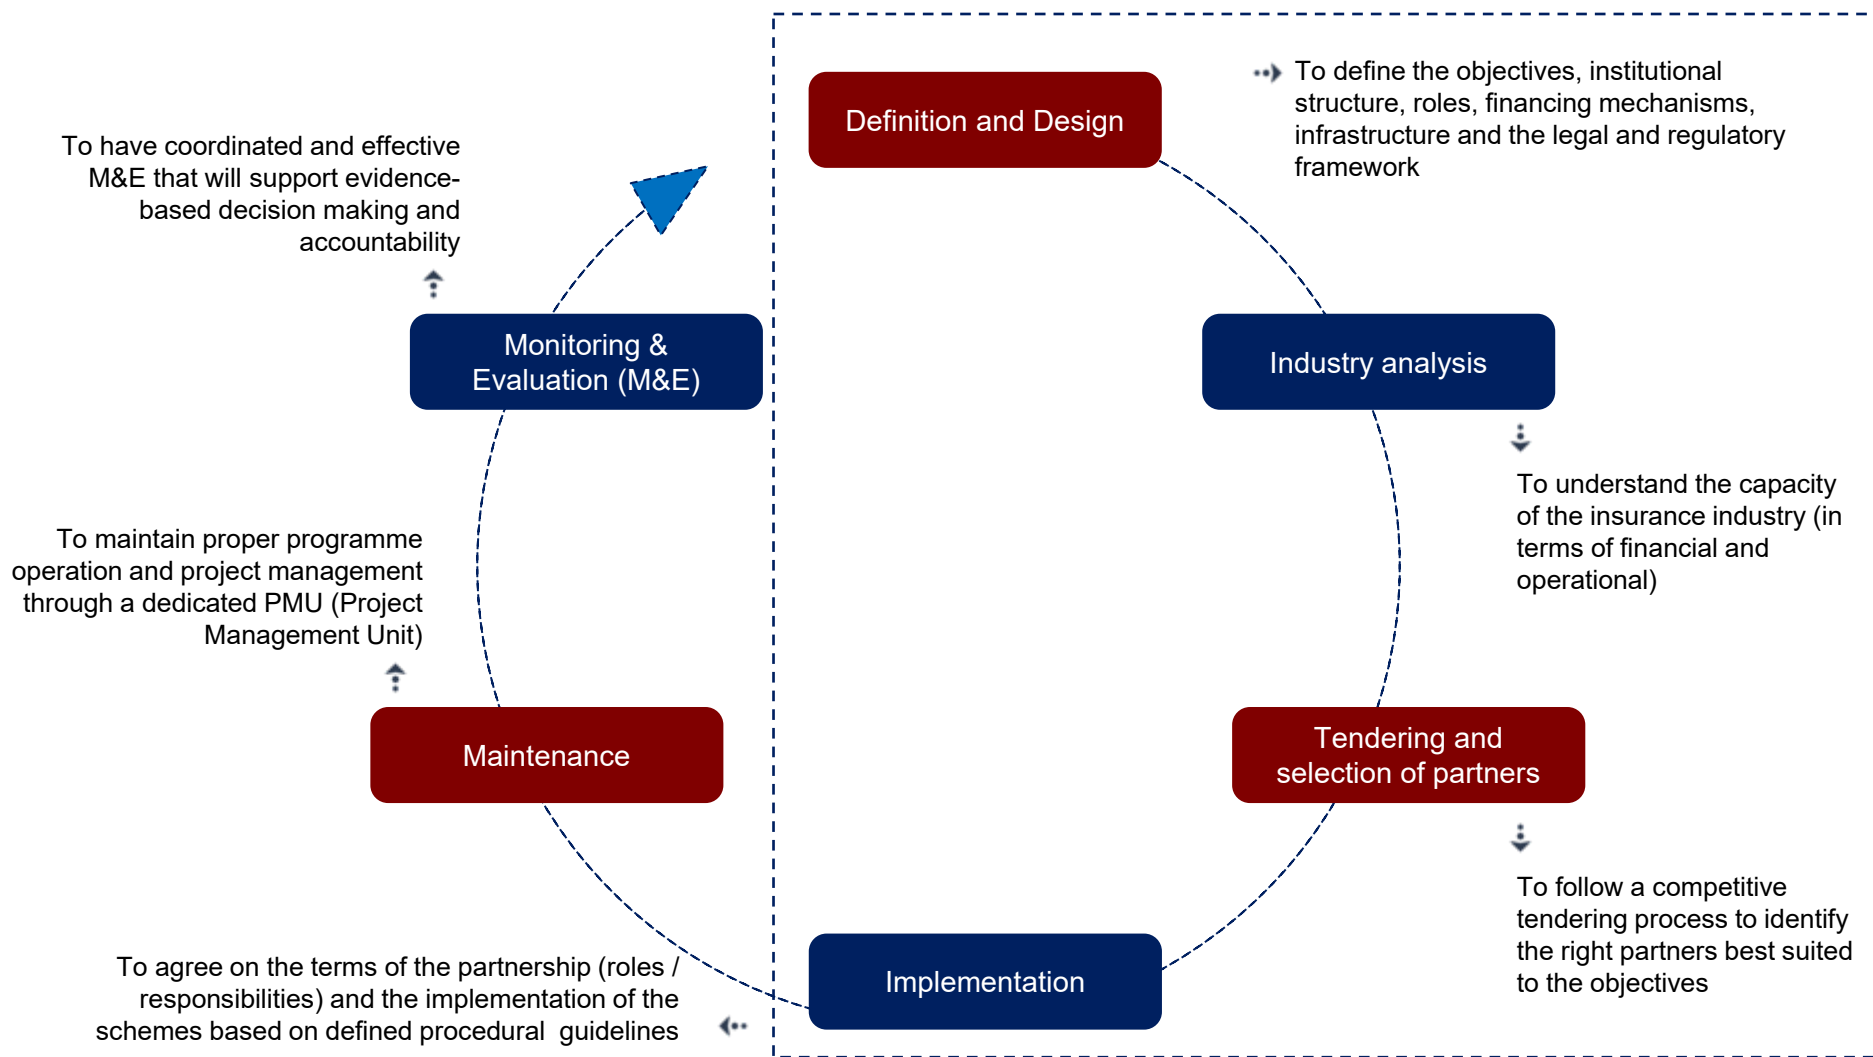 Definition and Design
To define the objectives, institutional
structure, roles, financing mechanisms,
infrastructure and the legal and regulatory
framework
Industry analysis
To understand the capacity
of the insurance industry (in
terms of financial and
operational)
Tendering and
selection of partners
To follow a competitive
tendering process to identify
the right partners best suited
to the objectives
Implementation
To agree on the terms of the partnership (roles /
responsibilities) and the implementation of the
schemes based on defined procedural  guidelines
Maintenance
To maintain proper programme
operation and project management
through a dedicated PMU (Project
Management Unit)
Monitoring &
Evaluation (M&E)
To have coordinated and effective
M&E that will support evidence-
based decision making and
accountability